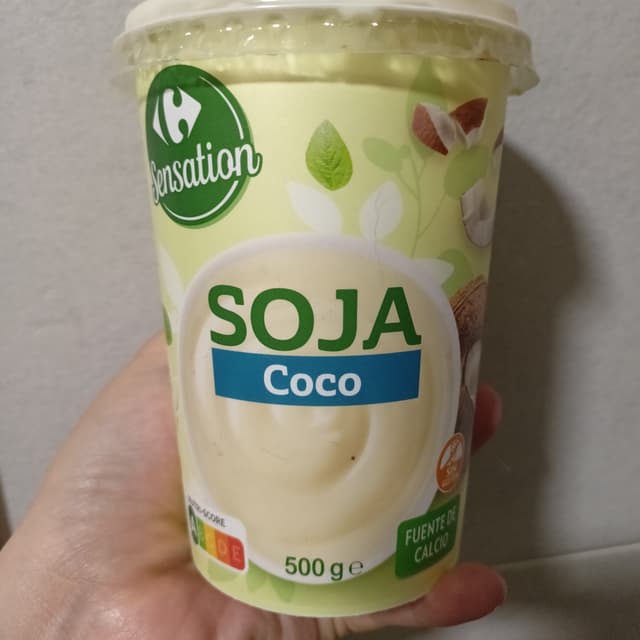 Sensation
SOJA
Coco
NUTRI-SCORE
A B C D E
500 g e
FUENTE DE
CALCIO